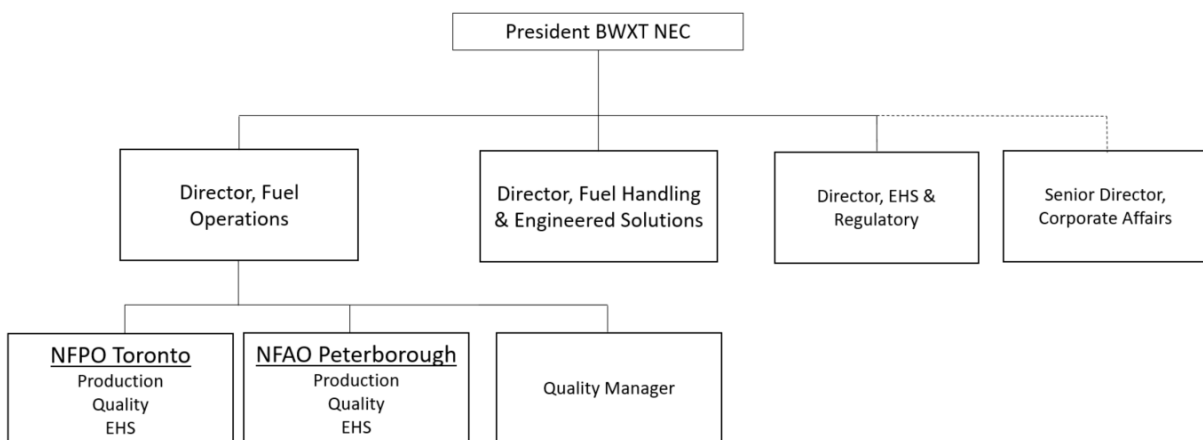 President BWXT NEC
Director, Fuel
Operations
Director, Fuel Handling
& Engineered Solutions
Director, EHS &
Regulatory
Senior Director,
Corporate Affairs
NFPO Toronto
Production
Quality
EHS
NFAO Peterborough
Production
Quality
EHS
Quality Manager